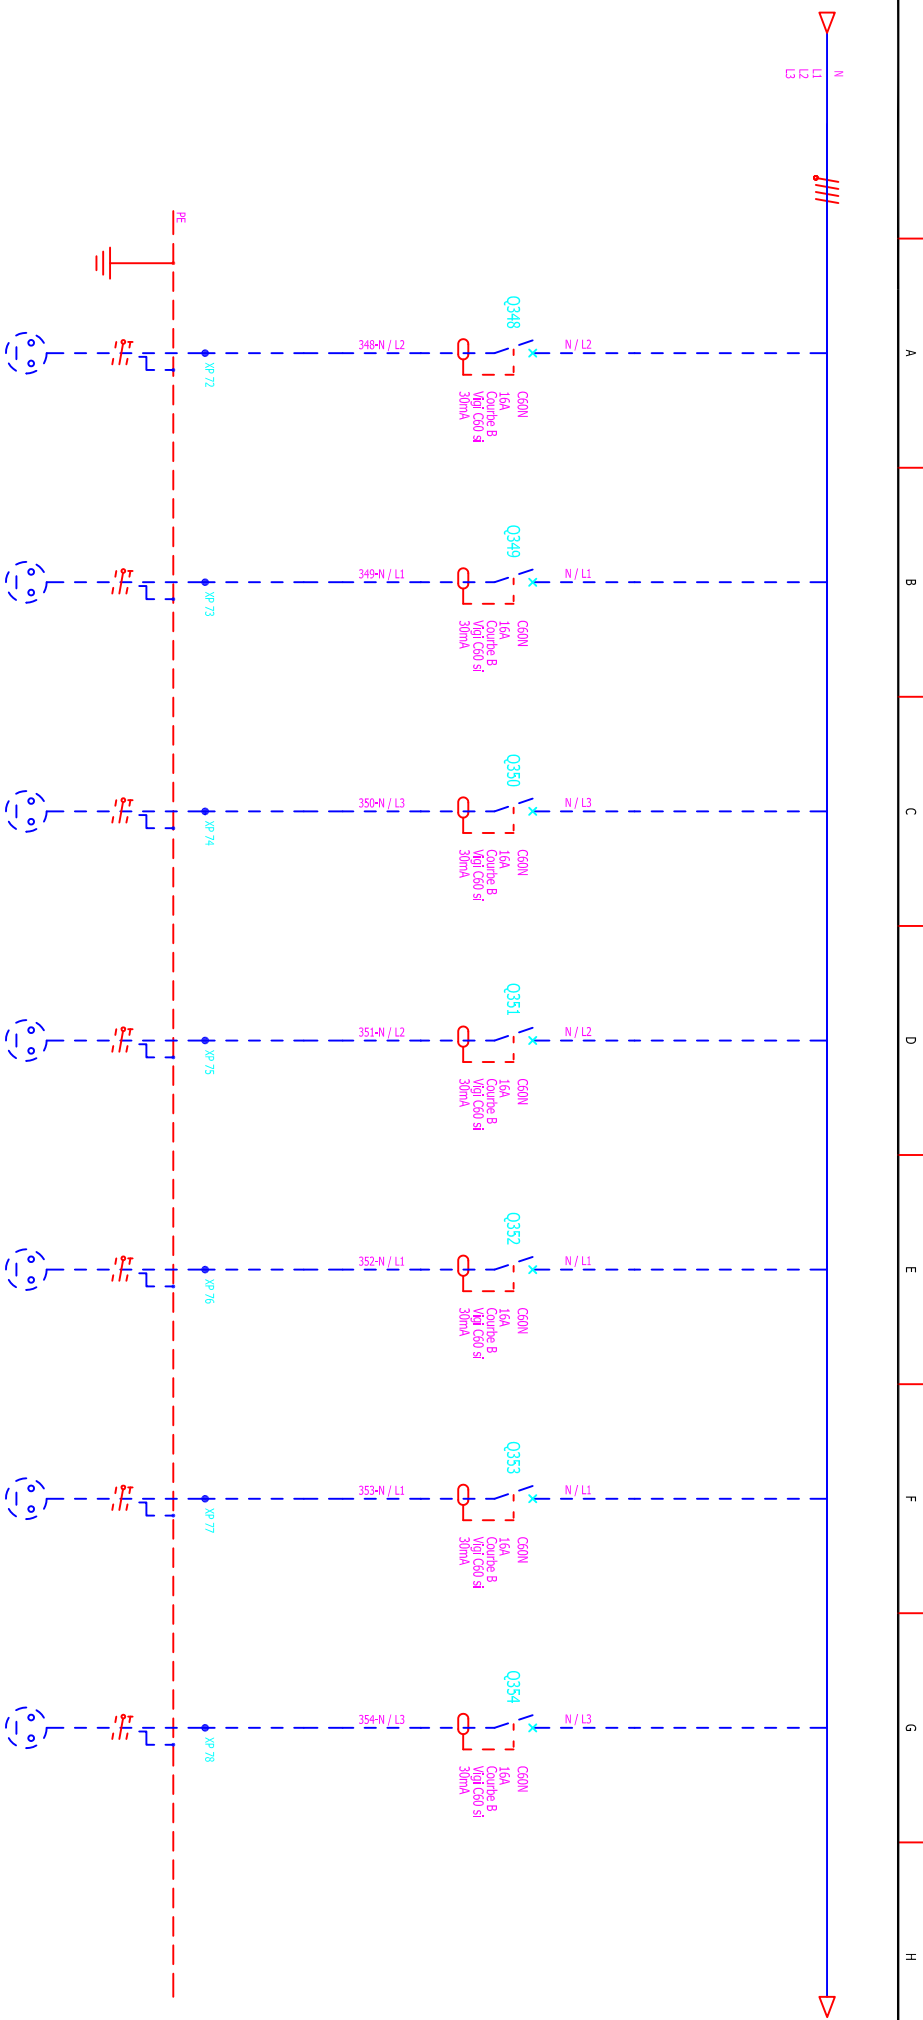 A
B
C
D
E
F
G
H
N
L1
L2
L3
N / L2
Q348
C60N
16A
Courbe B
Vigi C60 si
30mA
348-N / L2
XP 72
N / L1
Q349
C60N
16A
Courbe B
Vigi C60 si
30mA
349-N / L1
XP 73
N / L3
Q350
C60N
16A
Courbe B
Vigi C60 si
30mA
350-N / L3
XP 74
N / L2
Q351
C60N
16A
Courbe B
Vigi C60 si
30mA
351-N / L2
XP 75
N / L1
Q352
C60N
16A
Courbe B
Vigi C60 si
30mA
352-N / L1
XP 76
N / L1
Q353
C60N
16A
Courbe B
Vigi C60 si
30mA
353-N / L1
XP 77
N / L3
Q354
C60N
16A
Courbe B
Vigi C60 si
30mA
354-N / L3
XP 78
PE